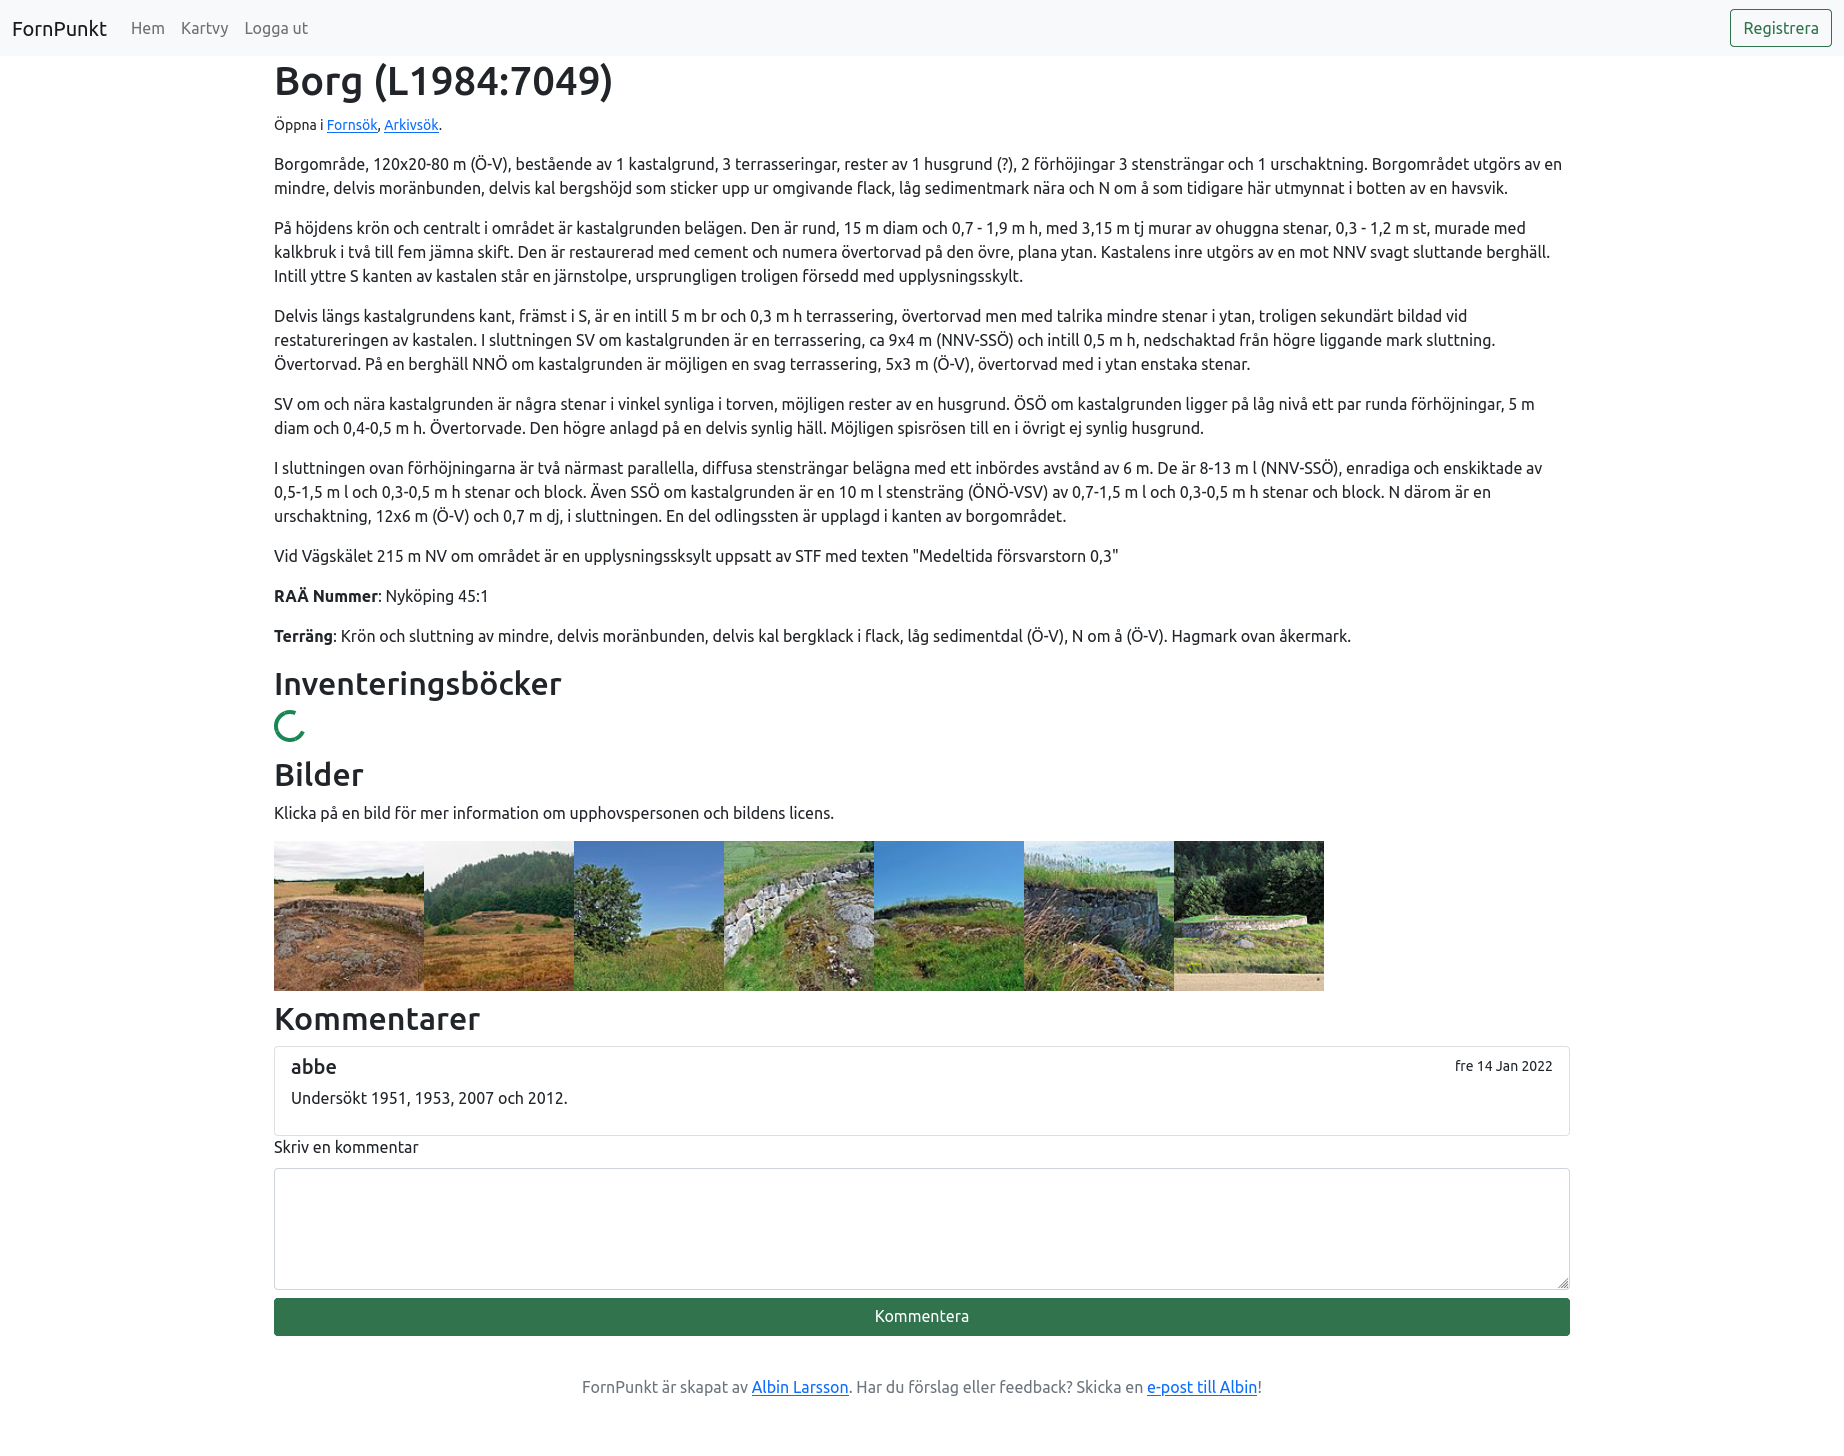 FornPunkt Hem Kartvy Logga ut Registrera
Borg (L1984:7049)
Öppna i Fornsök, Arkivsök.
Borgområde, 120x20-80 m (Ö-V), bestående av 1 kastalgrund, 3 terrasseringar, rester av 1 husgrund (?), 2 förhöjingar 3 stensträngar och 1 urschaktning. Borgområdet utgörs av en
mindre, delvis moränbunden, delvis kal bergshöjd som sticker upp ur omgivande flack, låg sedimentmark nära och N om å som tidigare här utmynnat i botten av en havsvik.
På höjdens krön och centralt i området är kastalgrunden belägen. Den är rund, 15 m diam och 0,7 - 1,9 m h, med 3,15 m tj murar av ohuggna stenar, 0,3 - 1,2 m st, murade med
kalkbruk i två till fem jämna skift. Den är restaurerad med cement och numera övertorvad på den övre, plana ytan. Kastalens inre utgörs av en mot NNV svagt sluttande berghäll.
Intill yttre S kanten av kastalen står en järnstolpe, ursprungligen troligen försedd med upplysningsskylt.
Delvis längs kastalgrundens kant, främst i S, är en intill 5 m br och 0,3 m h terrassering, övertorvad men med talrika mindre stenar i ytan, troligen sekundärt bildad vid
restatureringen av kastalen. I sluttningen SV om kastalgrunden är en terrassering, ca 9x4 m (NNV-SSÖ) och intill 0,5 m h, nedschaktad från högre liggande mark sluttning.
Övertorvad. På en berghäll NNÖ om kastalgrunden är möjligen en svag terrassering, 5x3 m (Ö-V), övertorvad med i ytan enstaka stenar.
SV om och nära kastalgrunden är några stenar i vinkel synliga i torven, möjligen rester av en husgrund. ÖSÖ om kastalgrunden ligger på låg nivå ett par runda förhöjningar, 5 m
diam och 0,4-0,5 m h. Övertorvade. Den högre anlagd på en delvis synlig häll. Möjligen spisrösen till en i övrigt ej synlig husgrund.
I sluttningen ovan förhöjningarna är två närmast parallella, diffusa stensträngar belägna med ett inbördes avstånd av 6 m. De är 8-13 m l (NNV-SSÖ), enradiga och enskiktade av
0,5-1,5 m l och 0,3-0,5 m h stenar och block. Även SSÖ om kastalgrunden är en 10 m l stensträng (ÖNÖ-VSV) av 0,7-1,5 m l och 0,3-0,5 m h stenar och block. N därom är en
urschaktning, 12x6 m (Ö-V) och 0,7 m dj, i sluttningen. En del odlingssten är upplagd i kanten av borgområdet.
Vid Vägskälet 215 m NV om området är en upplysningssksylt uppsatt av STF med texten "Medeltida försvarstorn 0,3"
RAÄ Nummer: Nyköping 45:1
Terräng: Krön och sluttning av mindre, delvis moränbunden, delvis kal bergklack i flack, låg sedimentdal (Ö-V), N om å (Ö-V). Hagmark ovan åkermark.
Inventeringsböcker
Bilder
Klicka på en bild för mer information om upphovspersonen och bildens licens.
Kommentarer
abbe fre 14 Jan 2022
Undersökt 1951, 1953, 2007 och 2012.
Skriv en kommentar
Kommentera
FornPunkt är skapat av Albin Larsson. Har du förslag eller feedback? Skicka en e-post till Albin!